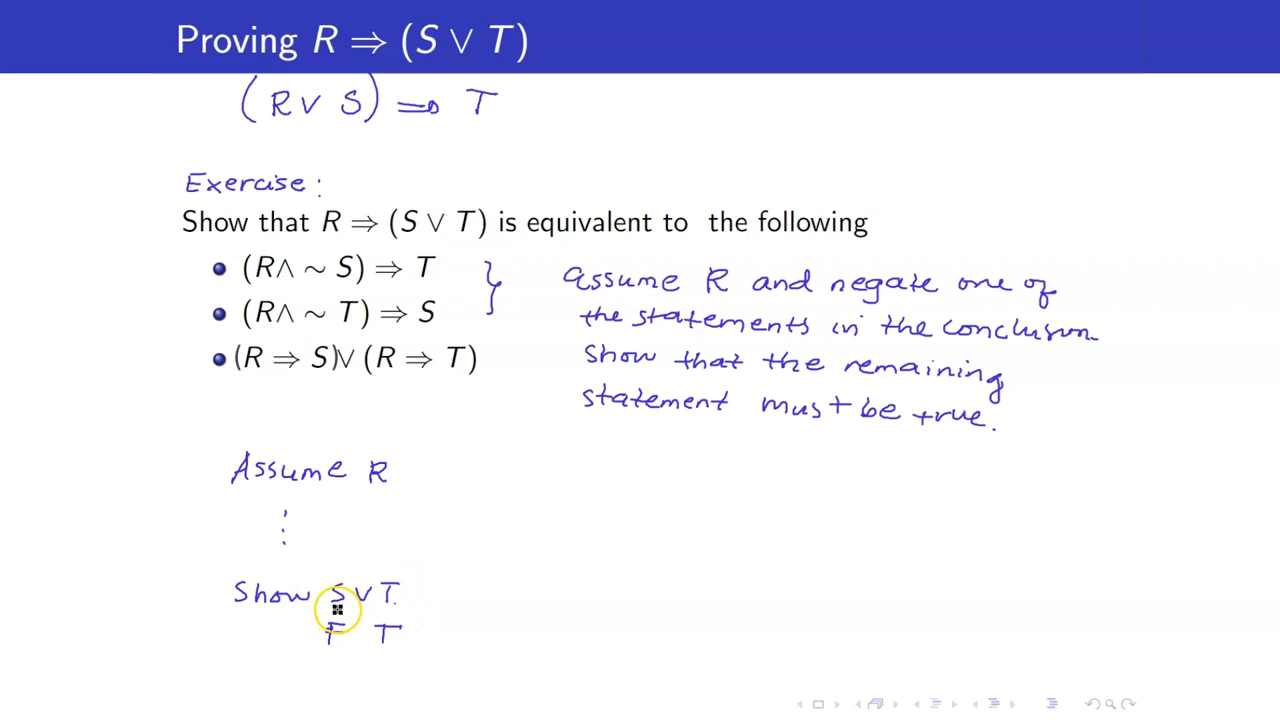 Proving R ⇒ (S ∨ T)
(R ∨ S) ⇒ T
Exercise:
Show that R ⇒ (S ∨ T) is equivalent to the following
(R∧ ∼ S) ⇒ T
(R∧ ∼ T) ⇒ S
(R ⇒ S)∨ (R ⇒ T)
Assume R and negate one of
the statements in the conclusion.
Show that the remaining
statement must be true.
Assume R
⋮
Show S ∨ T.